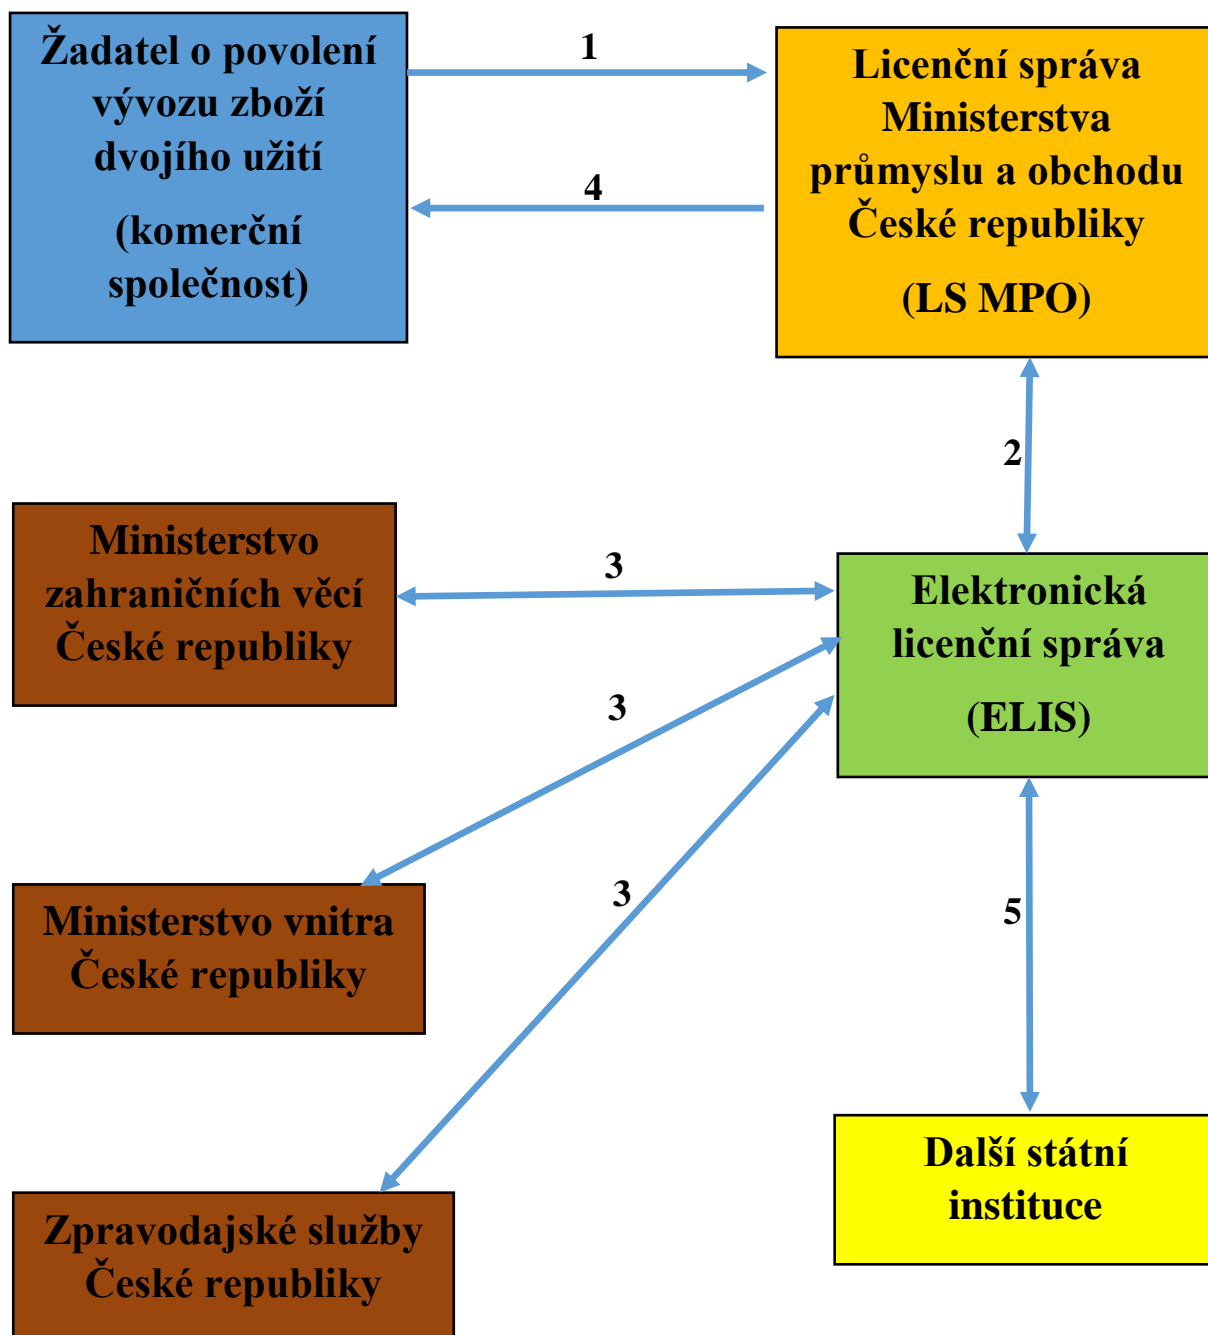 Žadatel o povolení
vývozu zboží
dvojího užití
(komerční
společnost)
1
4
Licenční správa
Ministerstva
průmyslu a obchodu
České republiky
(LS MPO)
2
Ministerstvo
zahraničních věcí
České republiky
3
Elektronická
licenční správa
(ELIS)
3
Ministerstvo vnitra
České republiky
3
5
Zpravodajské služby
České republiky
Další státní
instituce